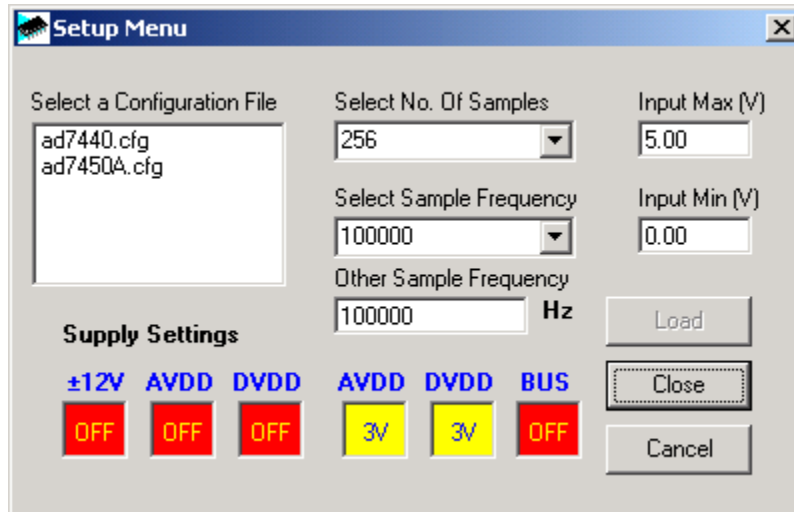 Setup Menu
Select a Configuration File
ad7440.cfg
ad7450A.cfg
Select No. Of Samples
256
Input Max (V)
5.00
Select Sample Frequency
100000
Input Min (V)
0.00
Other Sample Frequency
100000 Hz
Load
Supply Settings
±12V AVDD DVDD AVDD DVDD BUS
OFF OFF OFF 3V 3V OFF
Close
Cancel